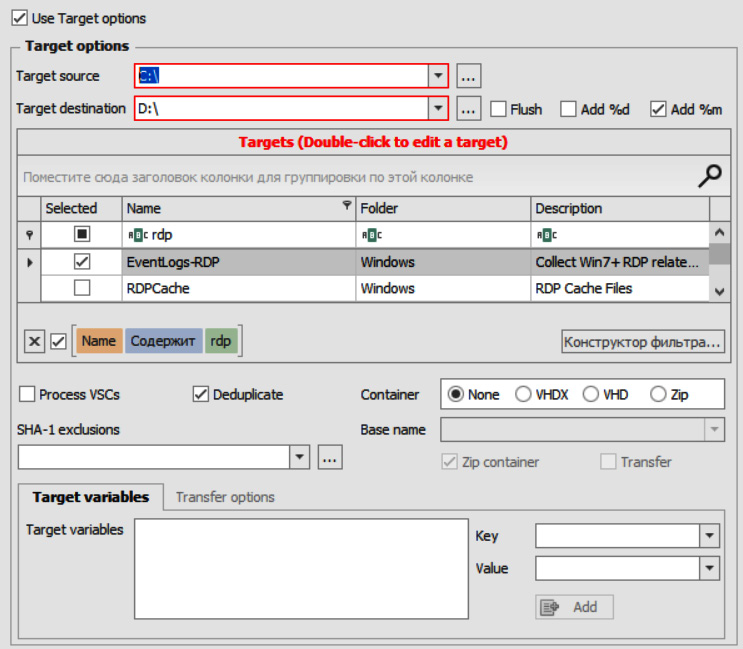 Use Target options
Target options
Target source C:\ ...
Target destination D:\ ... Flush Add %d Add %m
Targets (Double-click to edit a target)
Поместите сюда заголовок колонки для группировки по этой колонке
Selected Name Folder Description
ABC rdp ABC ABC
EventLogs-RDP Windows Collect Win7+ RDP relate...
RDPCache Windows RDP Cache Files
Name Содержит rdp Конструктор фильтра...
Process VSCs Deduplicate Container None VHDX VHD Zip
SHA-1 exclusions Base name
... Zip container Transfer
Target variables Transfer options
Target variables Key
Value
Add